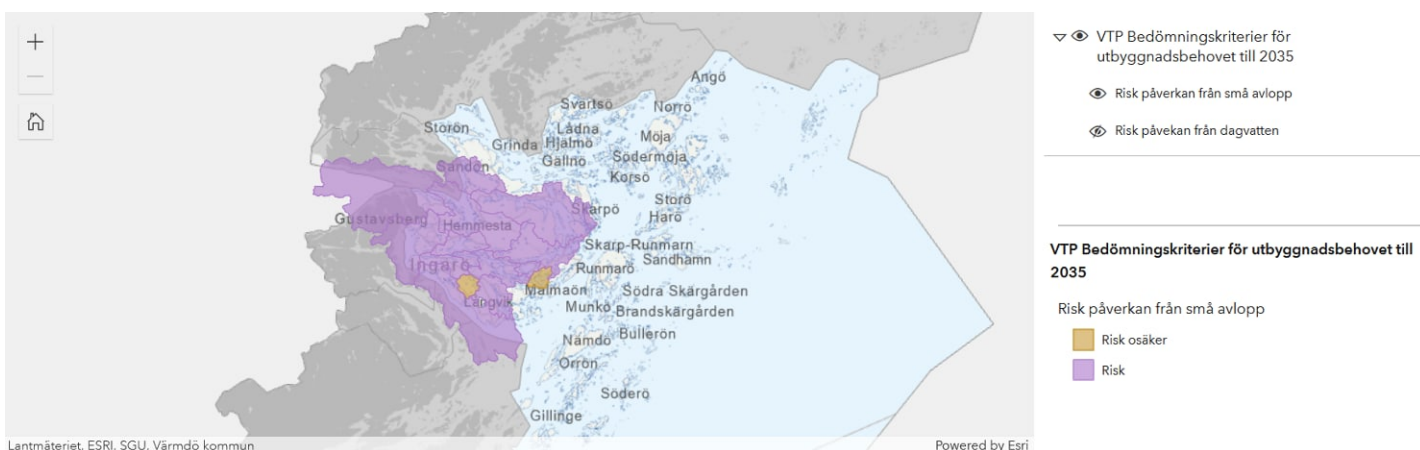 +
VTP Bedömningskriterier för
utbyggnadsbehovet till 2035
Risk påverkan från små avlopp
Risk påvekan från dagvatten
Ängö
Svartsö
Norrö
Storön
Lådna
Möja
Grinda
Hjälmö
Gällnö
Södermöja
Sandön
Korsö
Storö
Skarpö
Harö
Gustavsberg
Hemmesta
Skarp-Runmarn
Sandhamn
Ingarö
Runmarö
Malmaön
Södra Skärgården
Långvik
Munkö
Brandskärgården
Bullerön
Nämdö
Orrön
Söderö
Gillinge
VTP Bedömningskriterier för utbyggnadsbehovet till
2035
Risk påverkan från små avlopp
Risk osäker
Risk
Lantmäteriet, ESRI, SGU, Värmdö kommun
Powered by Esri